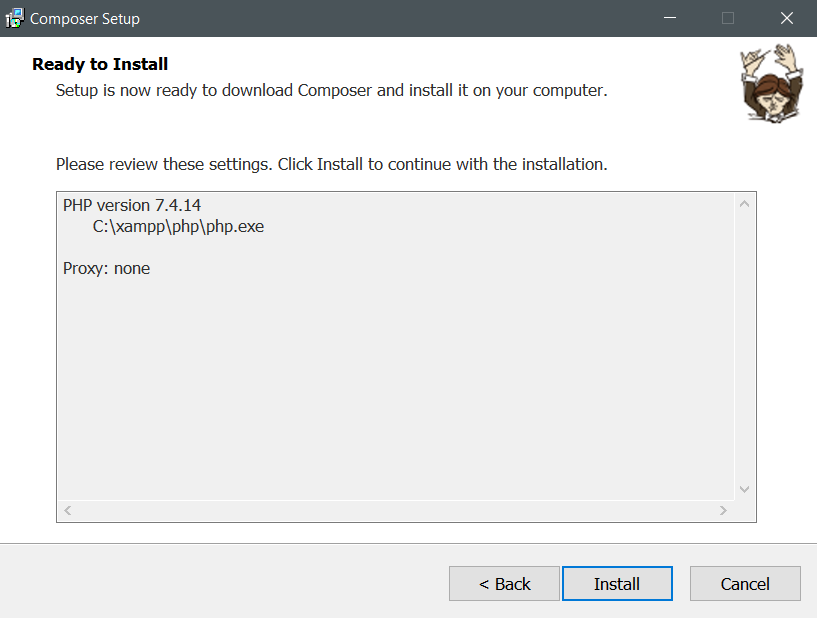 Composer Setup
Ready to Install
Setup is now ready to download Composer and install it on your computer.
Please review these settings. Click Install to continue with the installation.
PHP version 7.4.14
C:\xampp\php\php.exe
Proxy: none
< Back
Install
Cancel